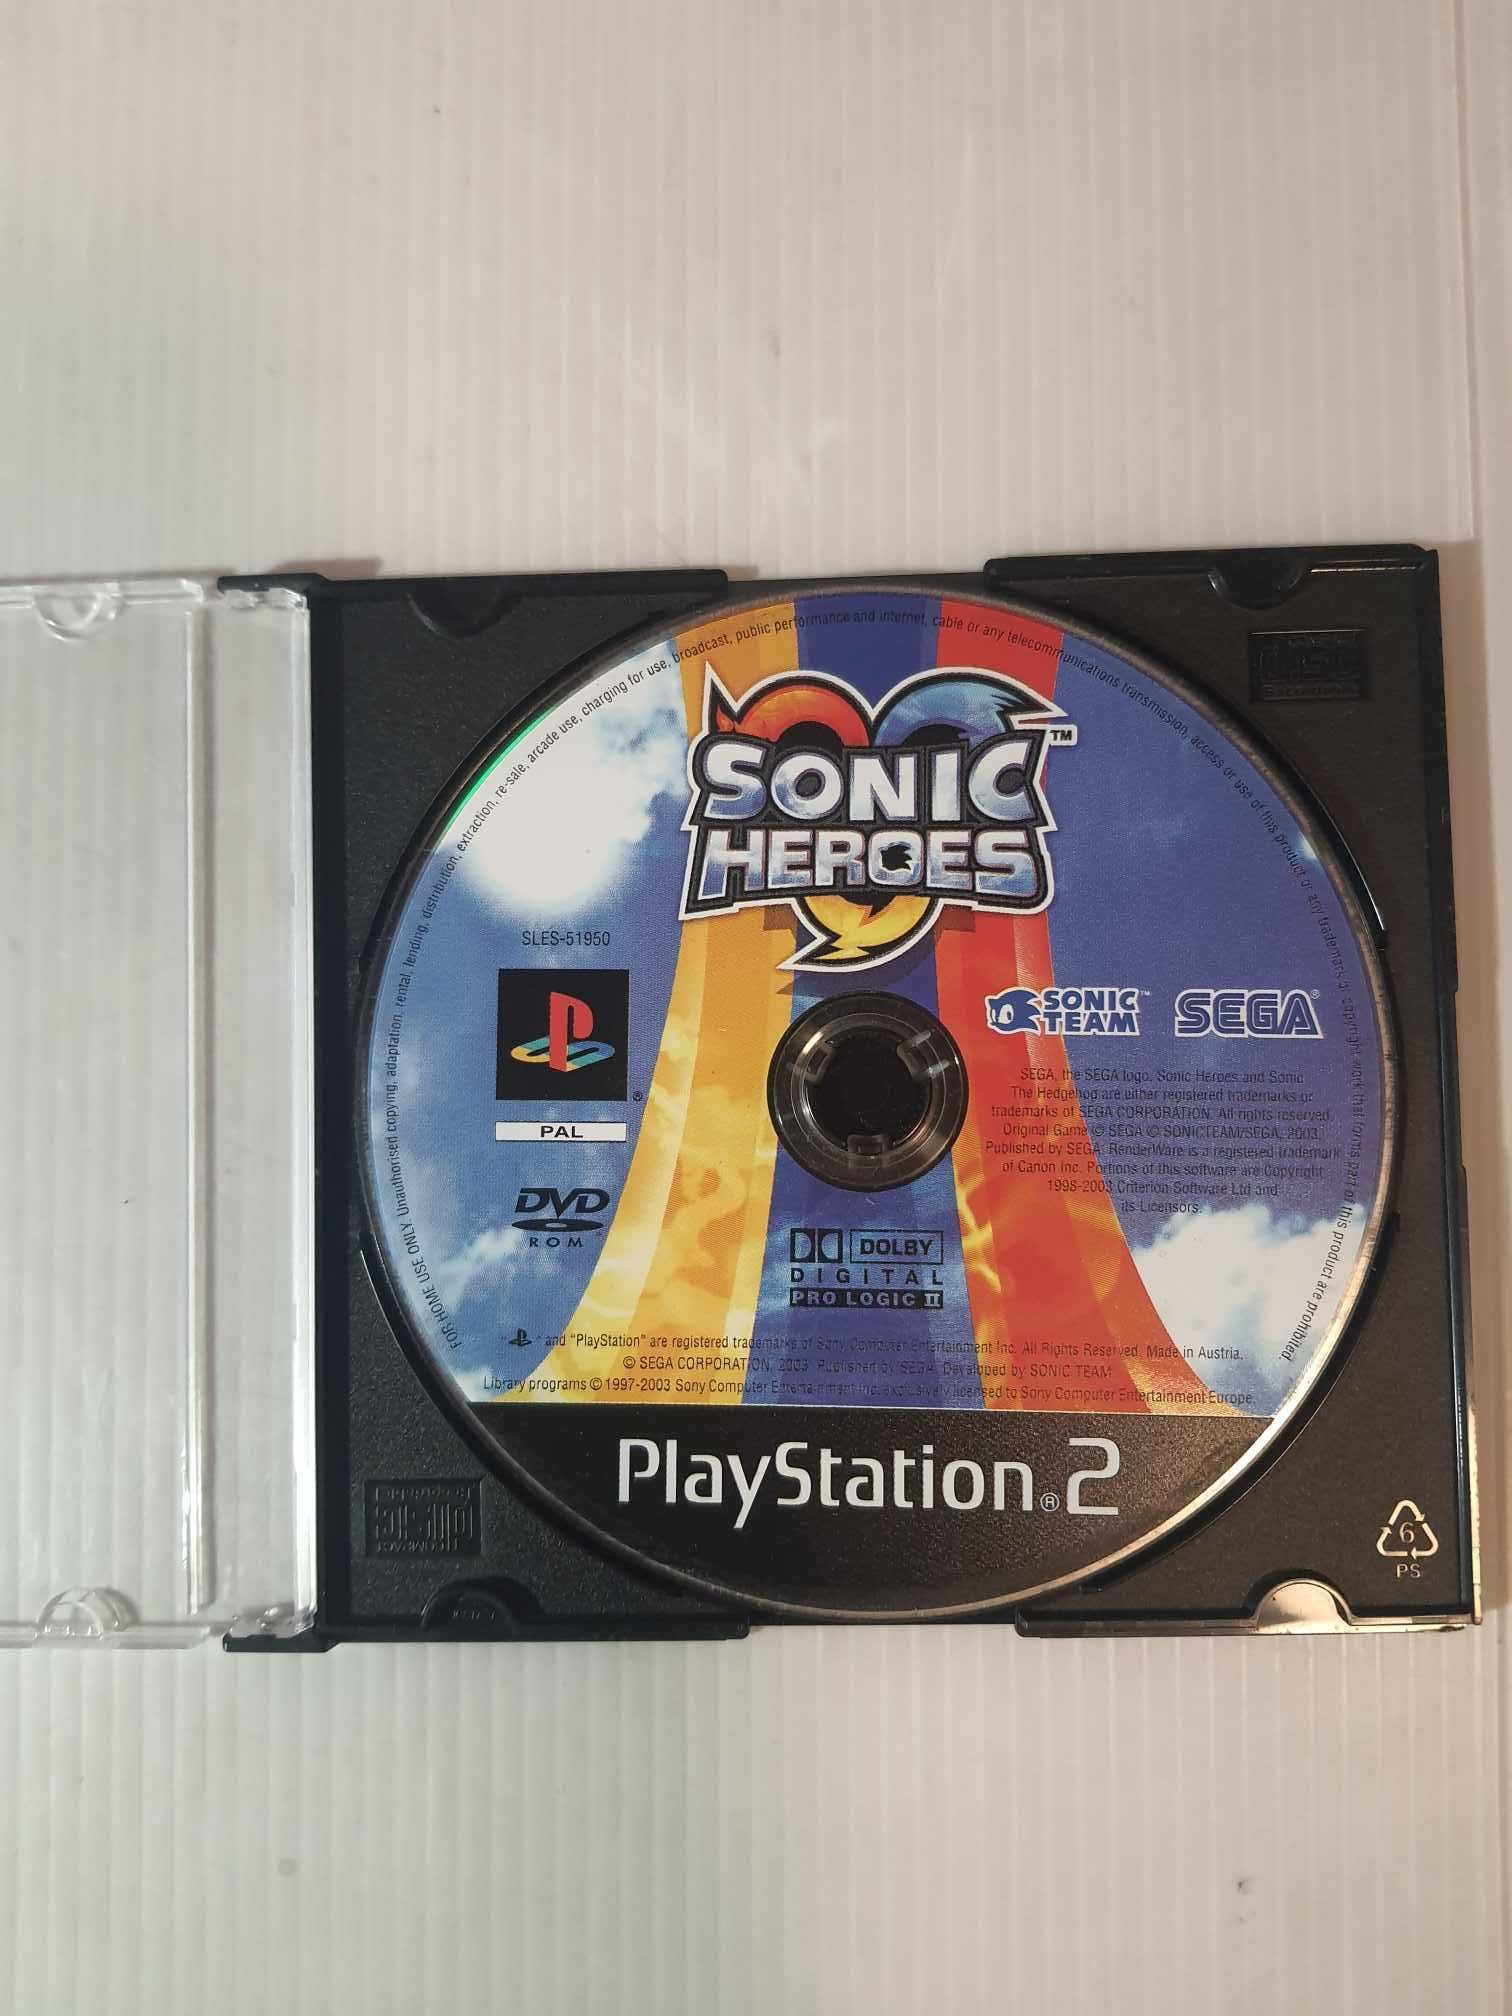 FOR HOME USE ONLY. Unauthorised copying, adaptation, rental, lending, distribution, extraction, re-sale, arcade use, charging for use, broadcast, public performance and internet, cable or any telecommunications transmission, access or use of this product or any trademark or copyright work that forms part of this product are prohibited.
SONIC
HEROES
TM
SLES-51950
SONIC TM
TEAM
SEGA ®
SEGA, the SEGA logo, Sonic Heroes and Sonic
The Hedgehog are either registered trademarks or
trademarks of SEGA CORPORATION. All rights reserved.
Original Game © SEGA © SONICTEAM/SEGA, 2003.
Published by SEGA. RenderWare is a registered trademark
of Canon Inc. Portions of this software are Copyright
1998-2003 Criterion Software Ltd and
its Licensors.
®
PAL
DVD
ROM
DOLBY
DIGITAL
PRO LOGIC II
" " and "PlayStation" are registered trademarks of Sony Computer Entertainment Inc. All Rights Reserved. Made in Austria.
© SEGA CORPORATION, 2003. Published by SEGA. Developed by SONIC TEAM
Library programs © 1997-2003 Sony Computer Entertainment Inc. exclusively licensed to Sony Computer Entertainment Europe.
PlayStation®2
6
PS